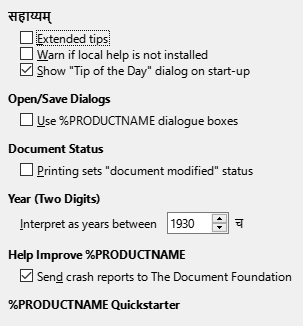 सहाय्यम्
Extended tips
Warn if local help is not installed
Show "Tip of the Day" dialog on start-up
Open/Save Dialogs
Use %PRODUCTNAME dialogue boxes
Document Status
Printing sets "document modified" status
Year (Two Digits)
Interpret as years between 1930 च
Help Improve %PRODUCTNAME
Send crash reports to The Document Foundation
%PRODUCTNAME Quickstarter